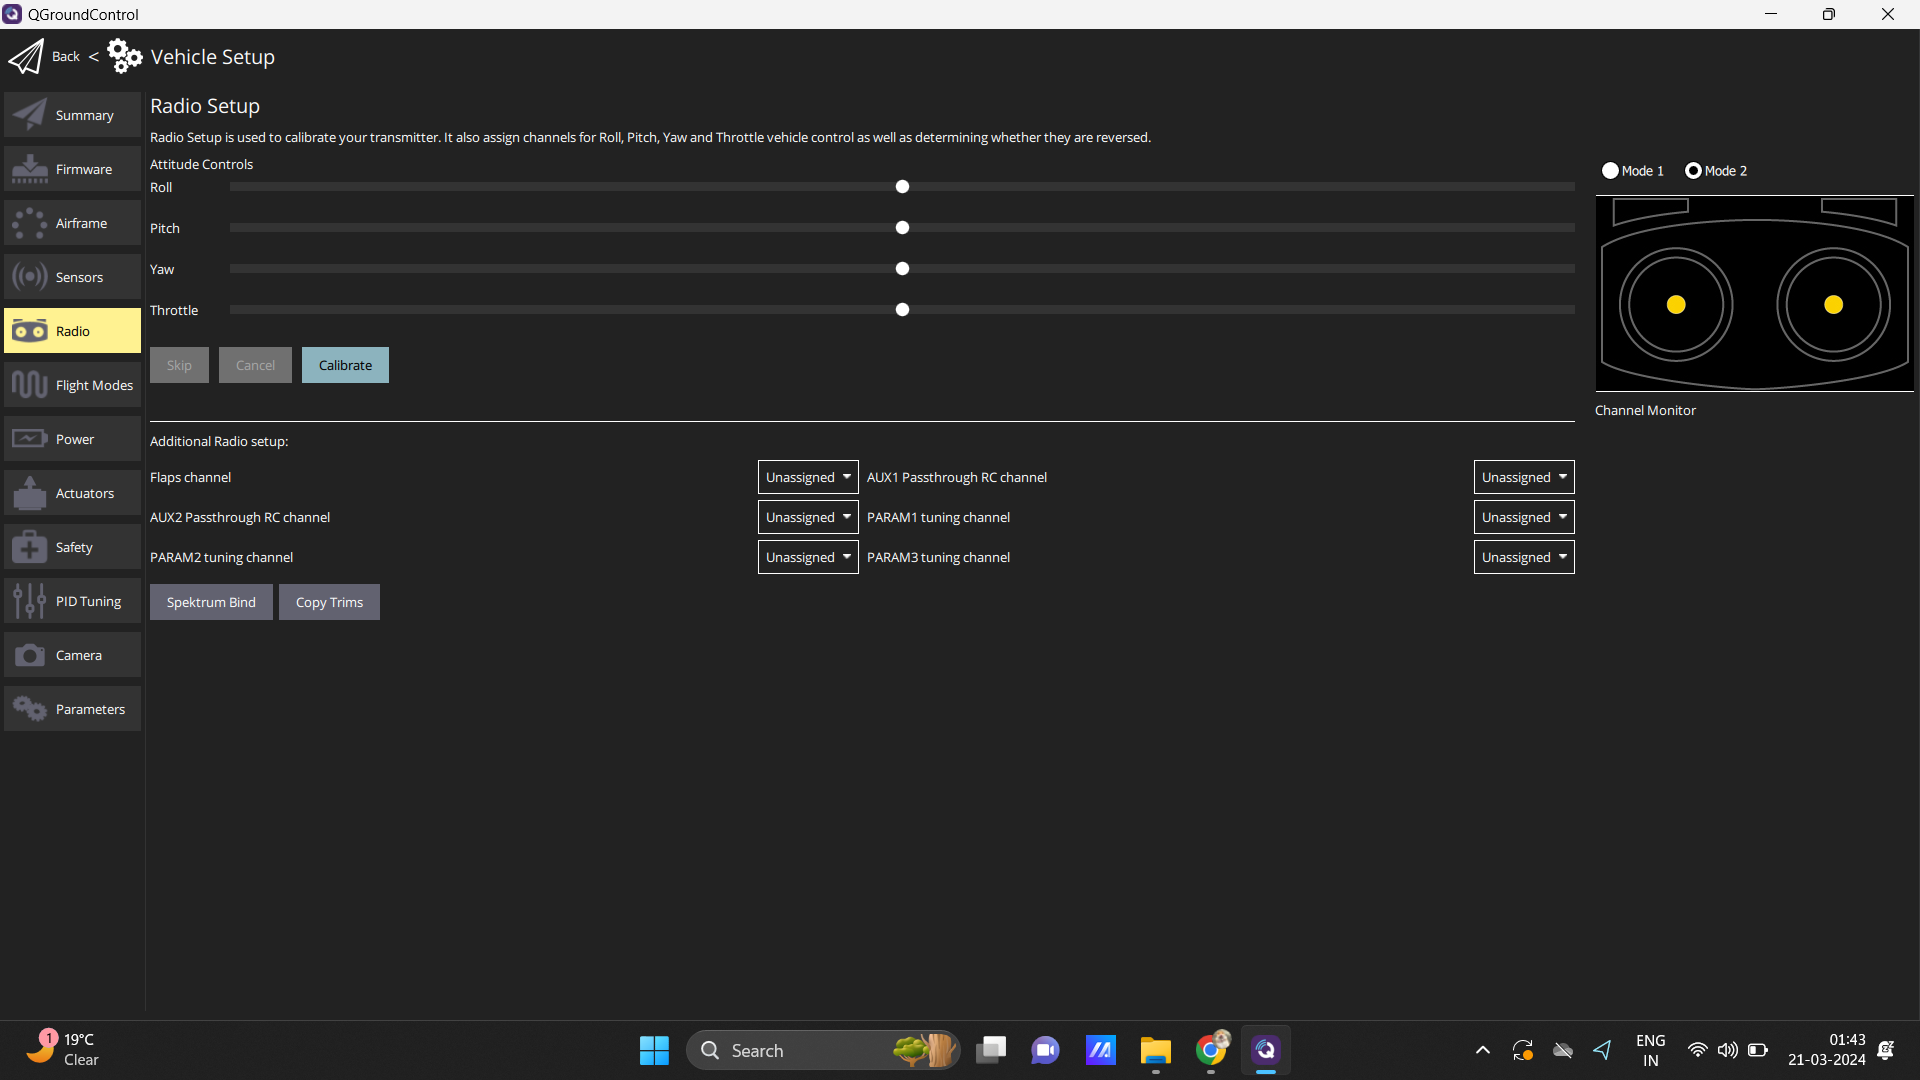 QGroundControl
Back < Vehicle Setup
Summary
Firmware
Airframe
Sensors
Radio
Flight Modes
Power
Actuators
Safety
PID Tuning
Camera
Parameters
Radio Setup
Radio Setup is used to calibrate your transmitter. It also assign channels for Roll, Pitch, Yaw and Throttle vehicle control as well as determining whether they are reversed.
Attitude Controls
Roll
Pitch
Yaw
Throttle
Skip Cancel Calibrate
Mode 1 Mode 2
Channel Monitor
Additional Radio setup:
Flaps channel Unassigned AUX1 Passthrough RC channel Unassigned
AUX2 Passthrough RC channel Unassigned PARAM1 tuning channel Unassigned
PARAM2 tuning channel Unassigned PARAM3 tuning channel Unassigned
Spektrum Bind Copy Trims
1
19°C
Clear
Search
ENG
IN
01:43
21-03-2024